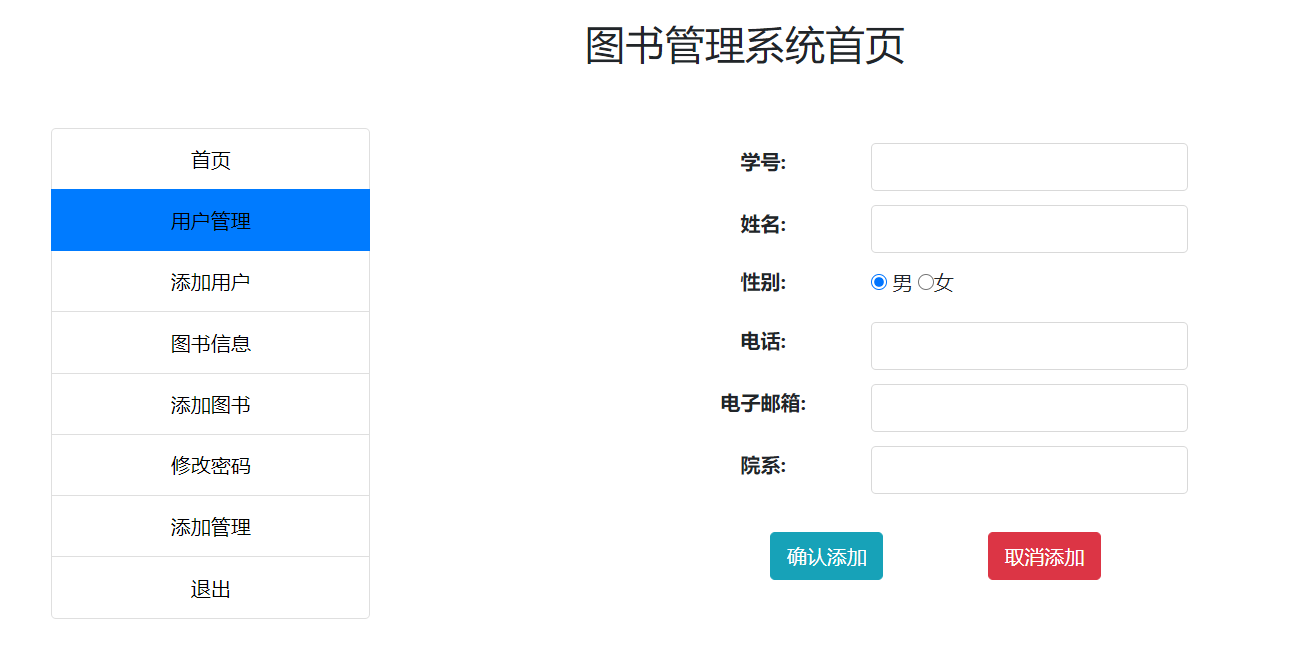 图书管理系统首页
首页
用户管理
添加用户
图书信息
添加图书
修改密码
添加管理
退出
学号:
姓名:
性别: 男 女
电话:
电子邮箱:
院系:
确认添加 取消添加